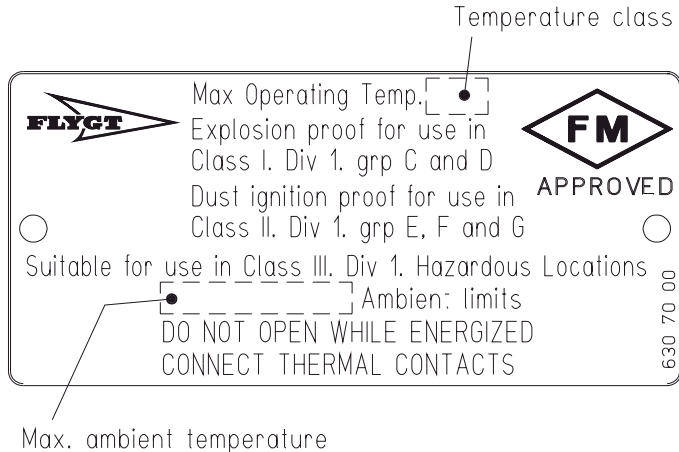 Temperature class
Max Operating Temp.
FLYGT
Explosion proof for use in
FM
Class I. Div 1. grp C and D
APPROVED
Dust ignition proof for use in
Class II. Div 1. grp E, F and G
Suitable for use in Class III. Div 1. Hazardous Locations
Ambient limits
DO NOT OPEN WHILE ENERGIZED
CONNECT THERMAL CONTACTS
630 70 00
Max. ambient temperature